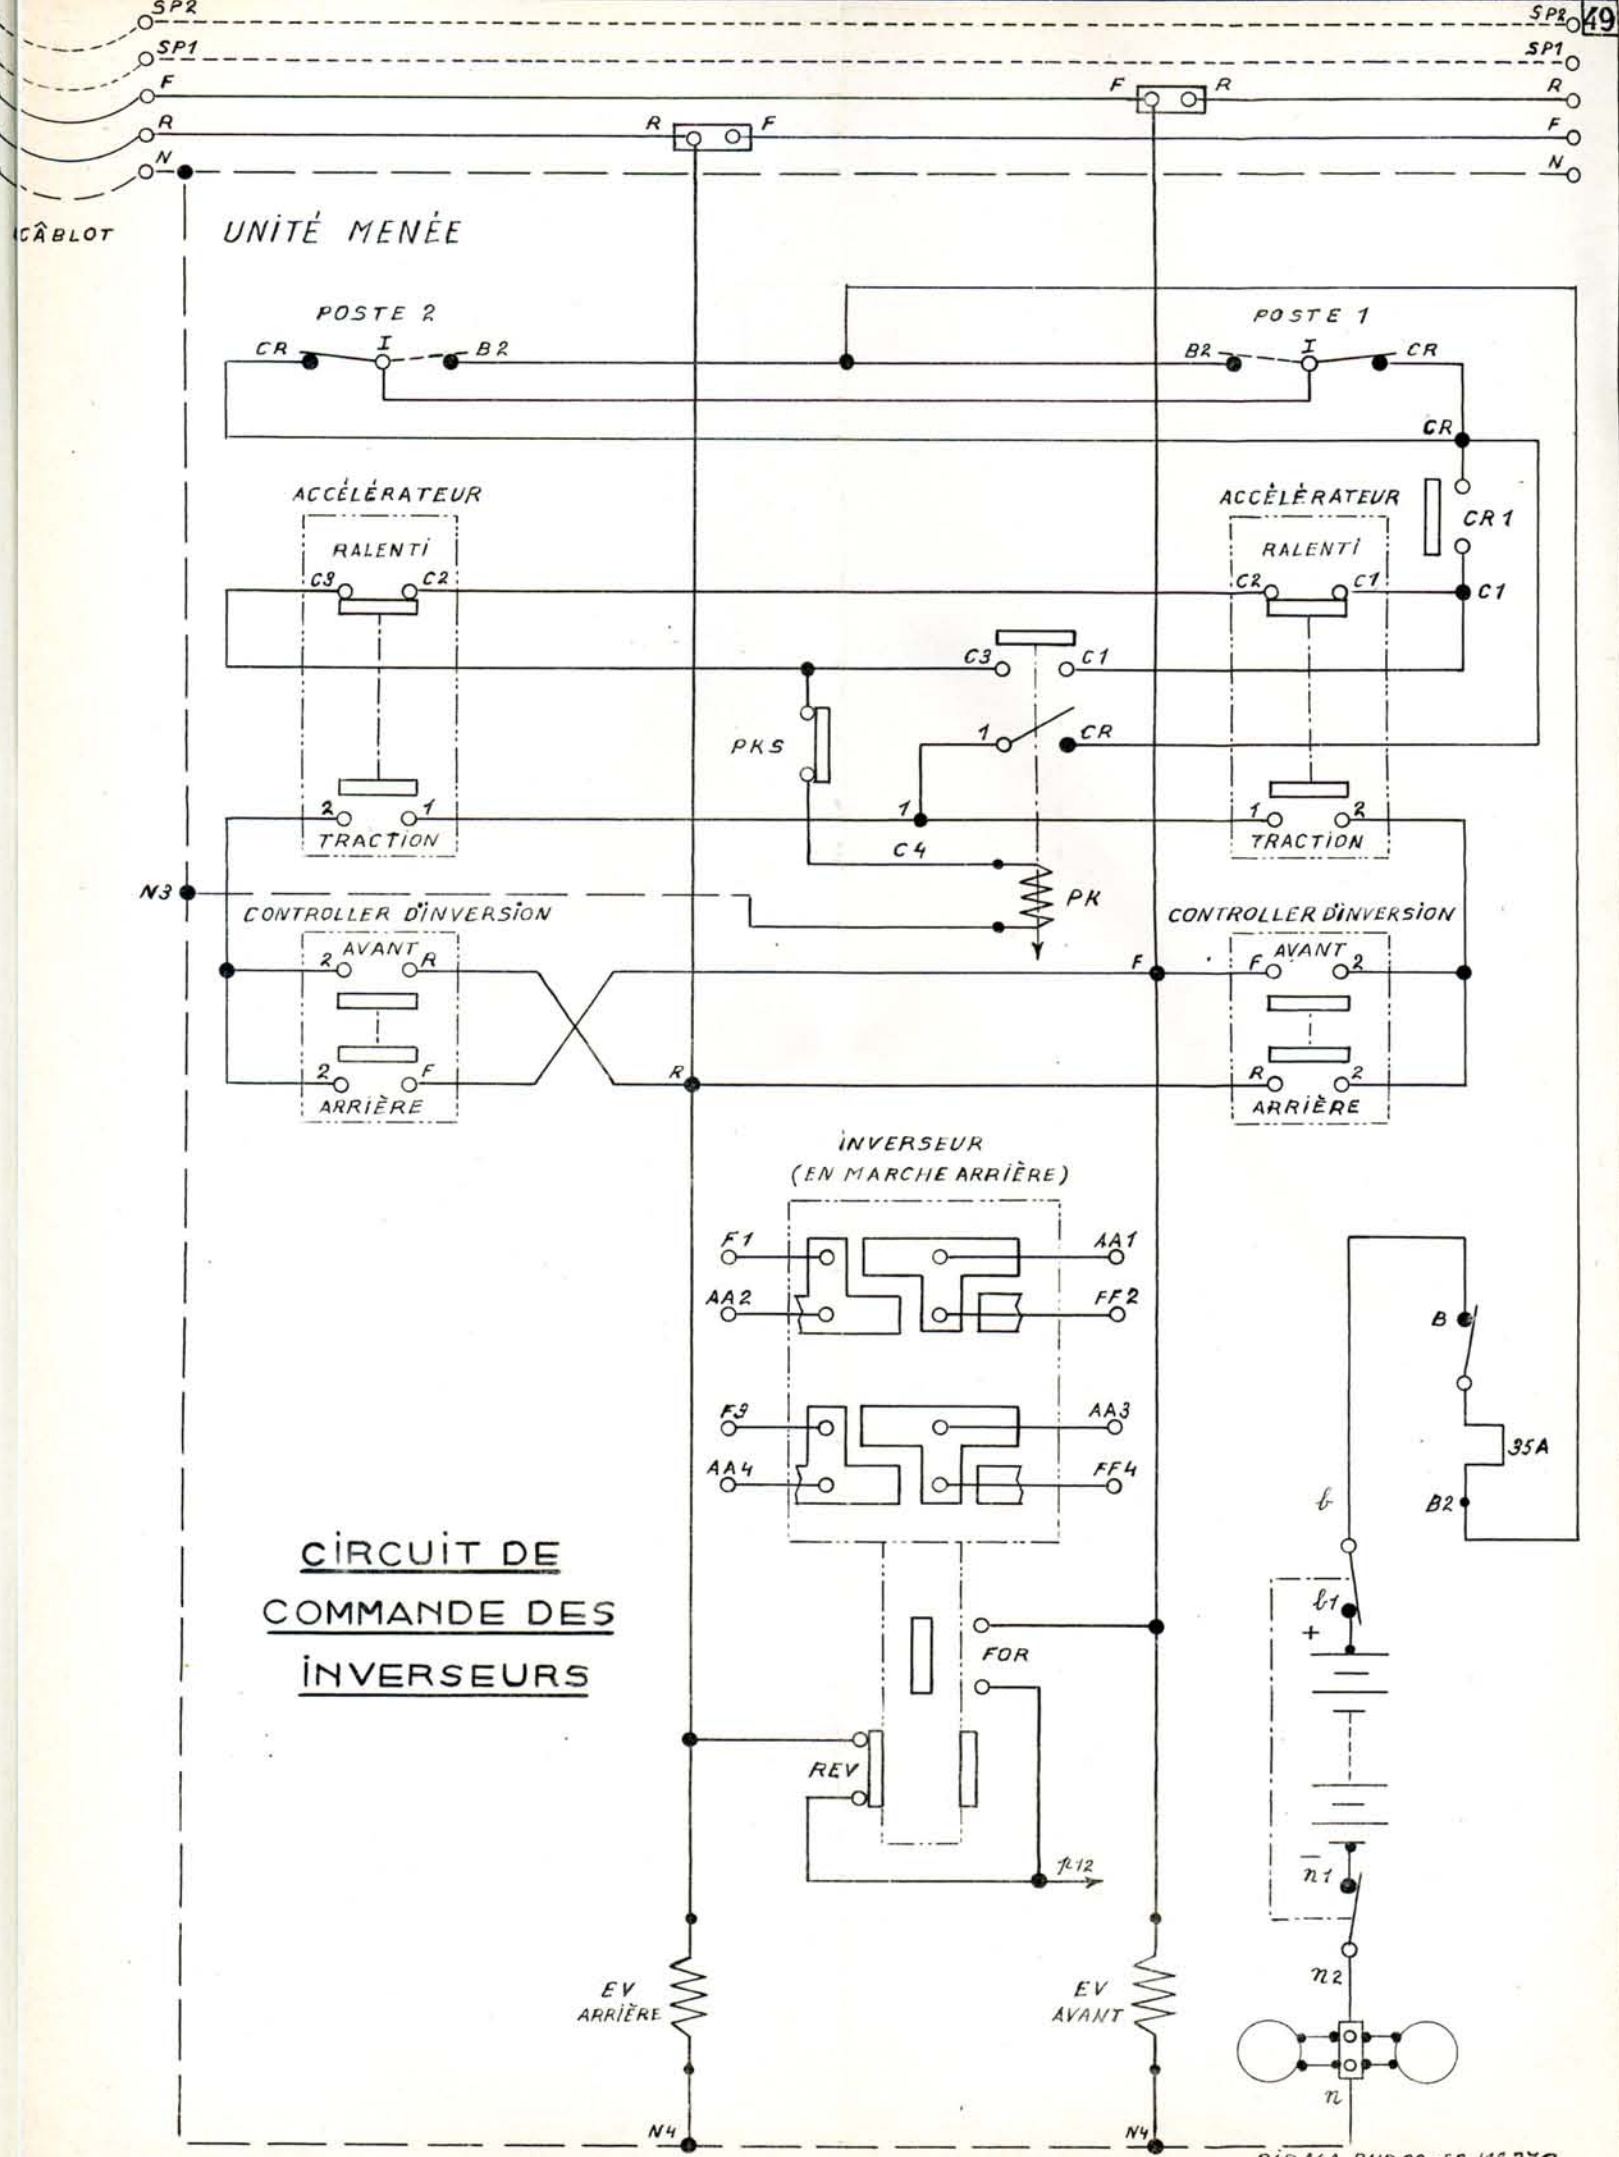 SP2 SP2 49
SP1 SP1
F F R R
R R F F
N N
CÂBLOT UNITÉ MENÉE
POSTE 2 POSTE 1
CR I B2 B2 I CR
CR
ACCÉLÉRATEUR ACCÉLÉRATEUR
CR1
RALENTI RALENTI
C3 C2 C2 C1 C1
C3 C1
PKS 1 CR
2 1 1 1 2
TRACTION TRACTION
C4
N3 PK
CONTROLLER D'INVERSION CONTROLLER D'INVERSION
AVANT AVANT
2 R F F 2
2 F R R 2
ARRIÈRE ARRIÈRE
INVERSEUR
(EN MARCHE ARRIÈRE)
F1 AA1
AA2 FF2
B
F3 AA3
35A
AA4 FF4
b B2
CIRCUIT DE
COMMANDE DES
INVERSEURS
b1
+
FOR
REV
–
n1
EV
ARRIÈRE
EV
AVANT
n2
n
N4 N4